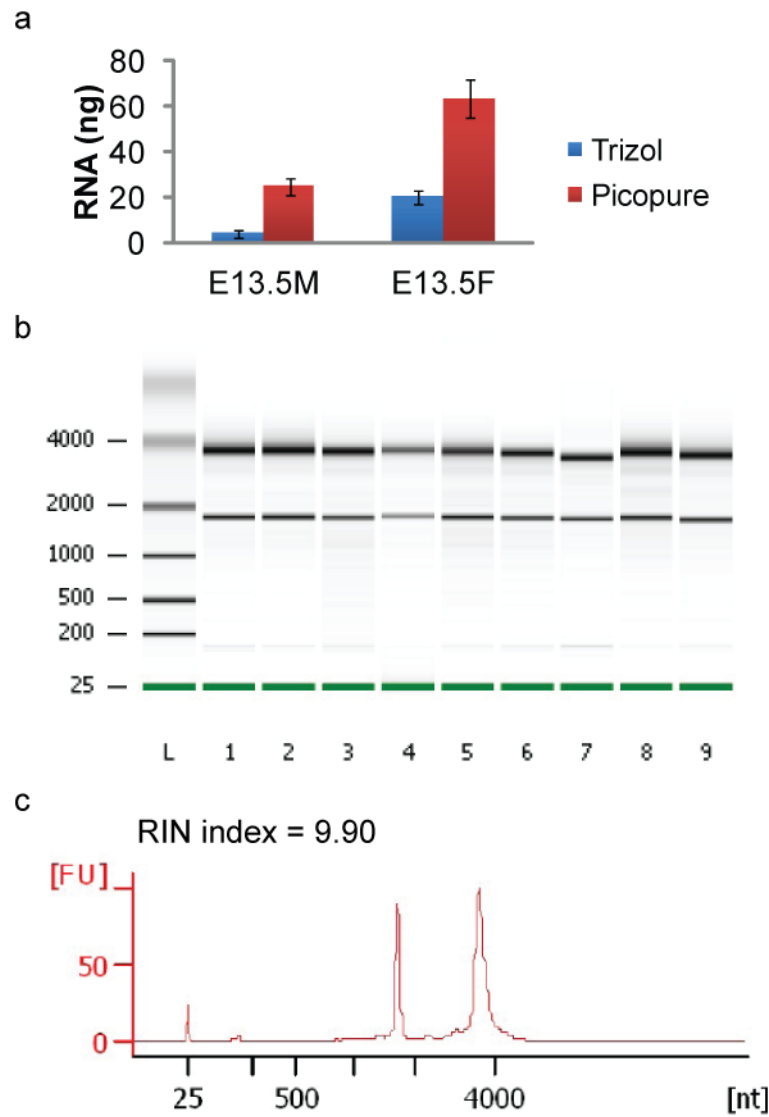 a
80
60
40
20
0
RNA (ng)
E13.5M E13.5F
Trizol
Picopure
b
4000
2000
1000
500
200
25
L 1 2 3 4 5 6 7 8 9
c
RIN index = 9.90
[FU]
50
0
25 500 4000 [nt]